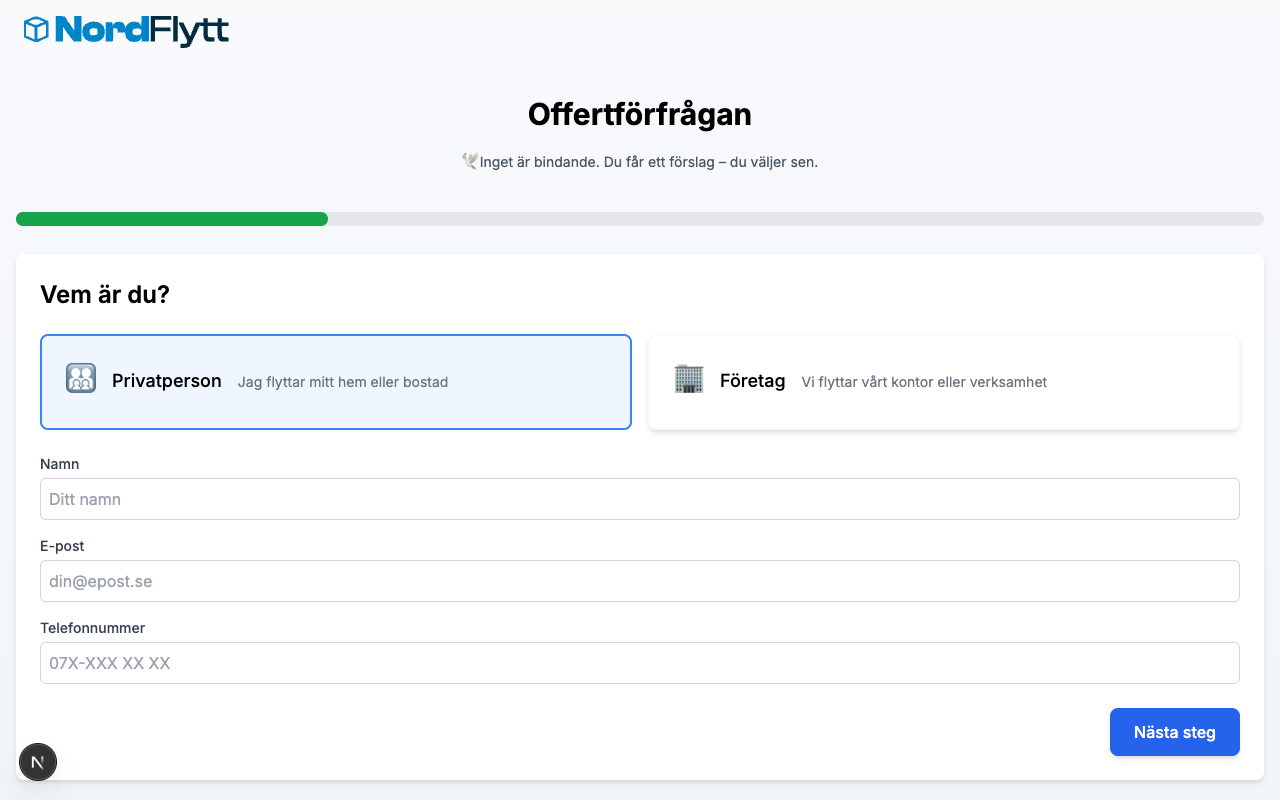 NordFlytt
Offertförfrågan
🕊️Inget är bindande. Du får ett förslag – du väljer sen.
Vem är du?
Privatperson Jag flyttar mitt hem eller bostad
Företag Vi flyttar vårt kontor eller verksamhet
Namn
Ditt namn
E-post
din@epost.se
Telefonnummer
07X-XXX XX XX
Nästa steg
N